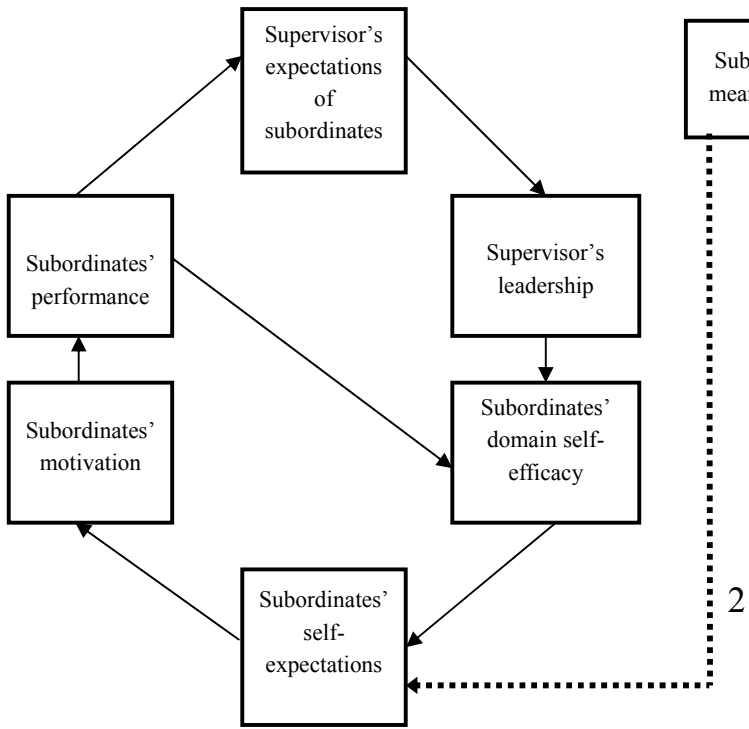 Supervisor’s
expectations
of
subordinates
Supervisor’s
leadership
Subordinates’
domain self-
efficacy
Subordinates’
self-
expectations
Subordinates’
motivation
Subordinates’
performance
2